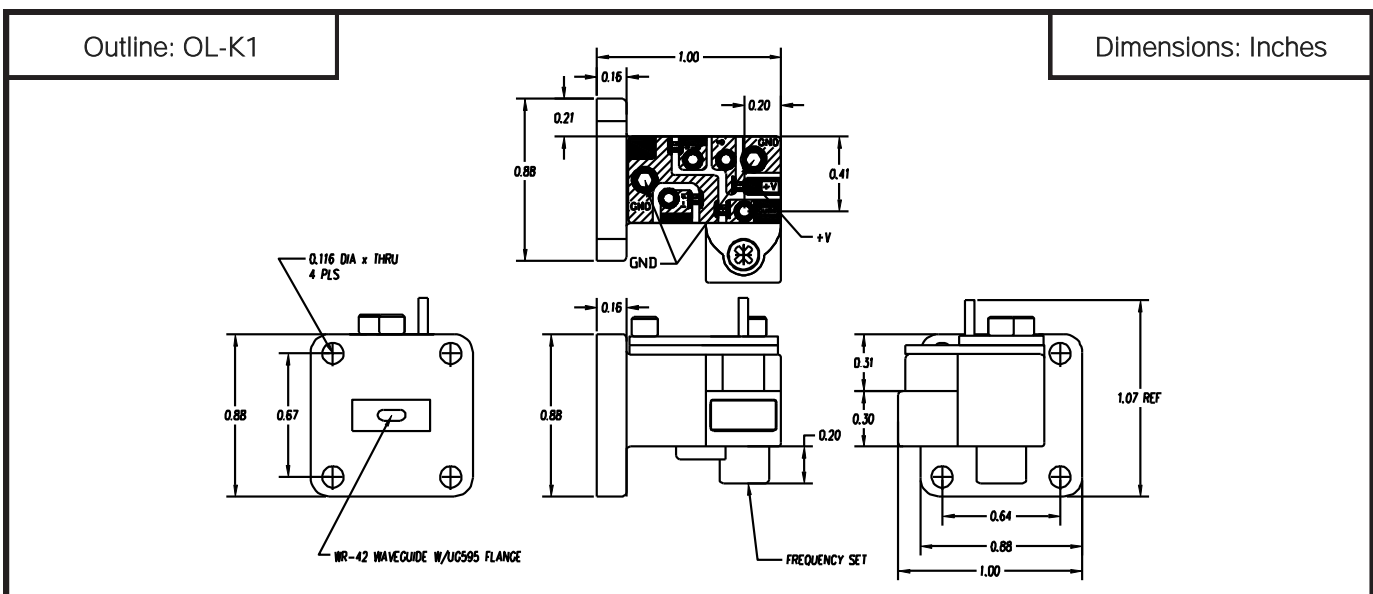 Outline: OL-K1
Dimensions: Inches
1.00
0.16
0.20
0.21
0.88
0.41
GND
+V
GND
+V
GND
0.116 DIA x THRU
4 PLS
0.88
0.67
WR-42 WAVEGUIDE W/UG595 FLANGE
0.16
0.88
0.20
FREQUENCY SET
0.31
0.30
1.07 REF
0.64
0.88
1.00